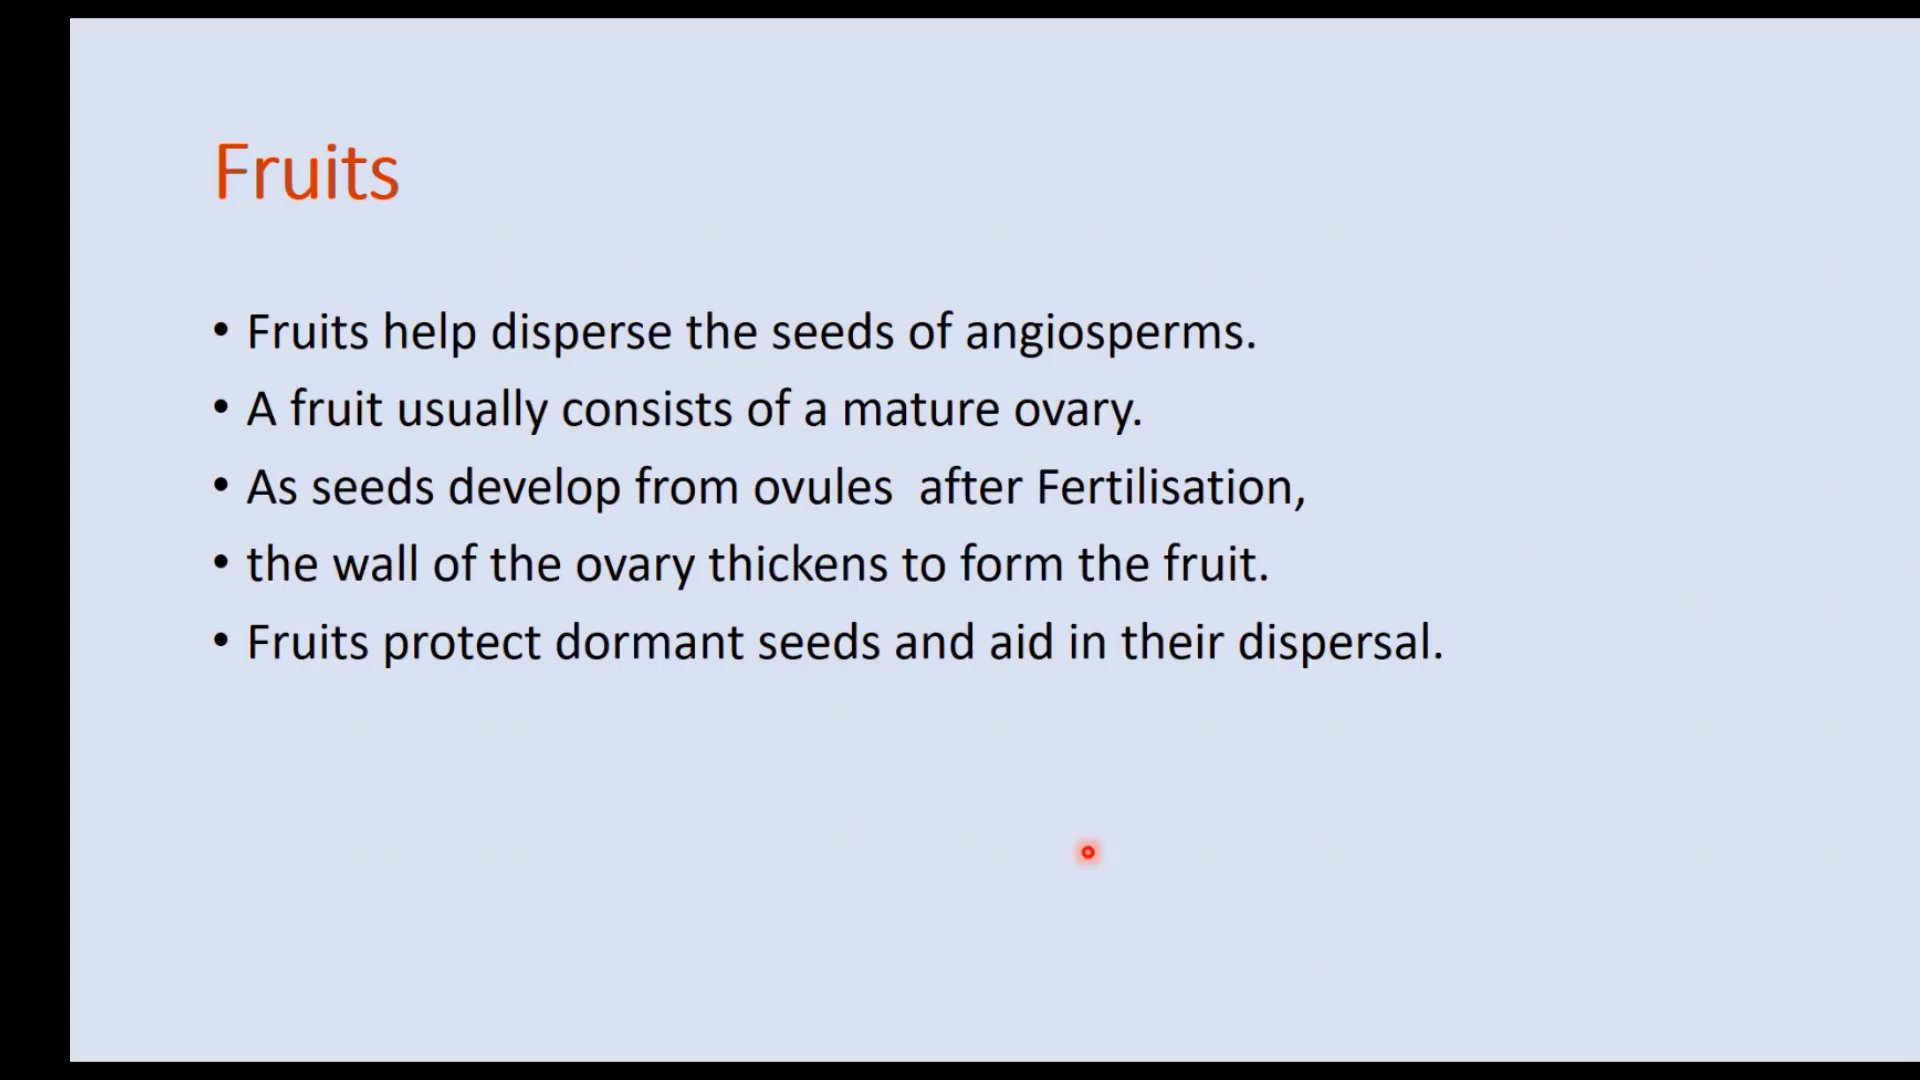 Fruits
• Fruits help disperse the seeds of angiosperms.
• A fruit usually consists of a mature ovary.
• As seeds develop from ovules  after Fertilisation,
• the wall of the ovary thickens to form the fruit.
• Fruits protect dormant seeds and aid in their dispersal.